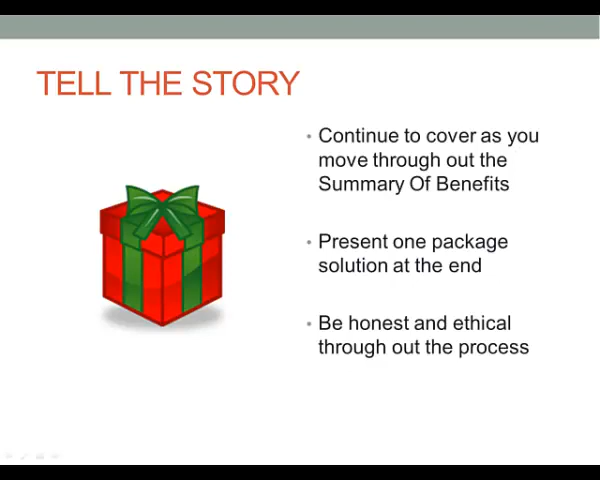 TELL THE STORY
• Continue to cover as you
move through out the
Summary Of Benefits
• Present one package
solution at the end
• Be honest and ethical
through out the process